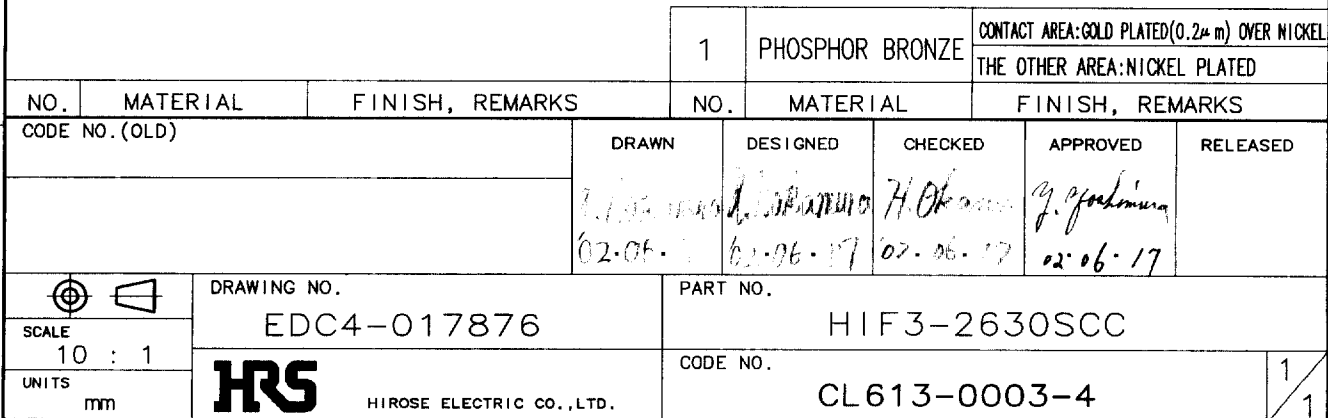 1 PHOSPHOR BRONZE CONTACT AREA:GOLD PLATED(0.2μm) OVER NICKEL
THE OTHER AREA:NICKEL PLATED
NO. MATERIAL FINISH, REMARKS NO. MATERIAL FINISH, REMARKS
CODE NO.(OLD)
DRAWN DESIGNED CHECKED APPROVED RELEASED
H. Y. Yoshimura
'02.06. '02.06.17 '02.06.17 '02.06.17
DRAWING NO.
EDC4-017876
PART NO.
HIF3-2630SCC
SCALE
10 : 1
UNITS
mm
HRS
HIROSE ELECTRIC CO.,LTD.
CODE NO.
CL613-0003-4
1/1